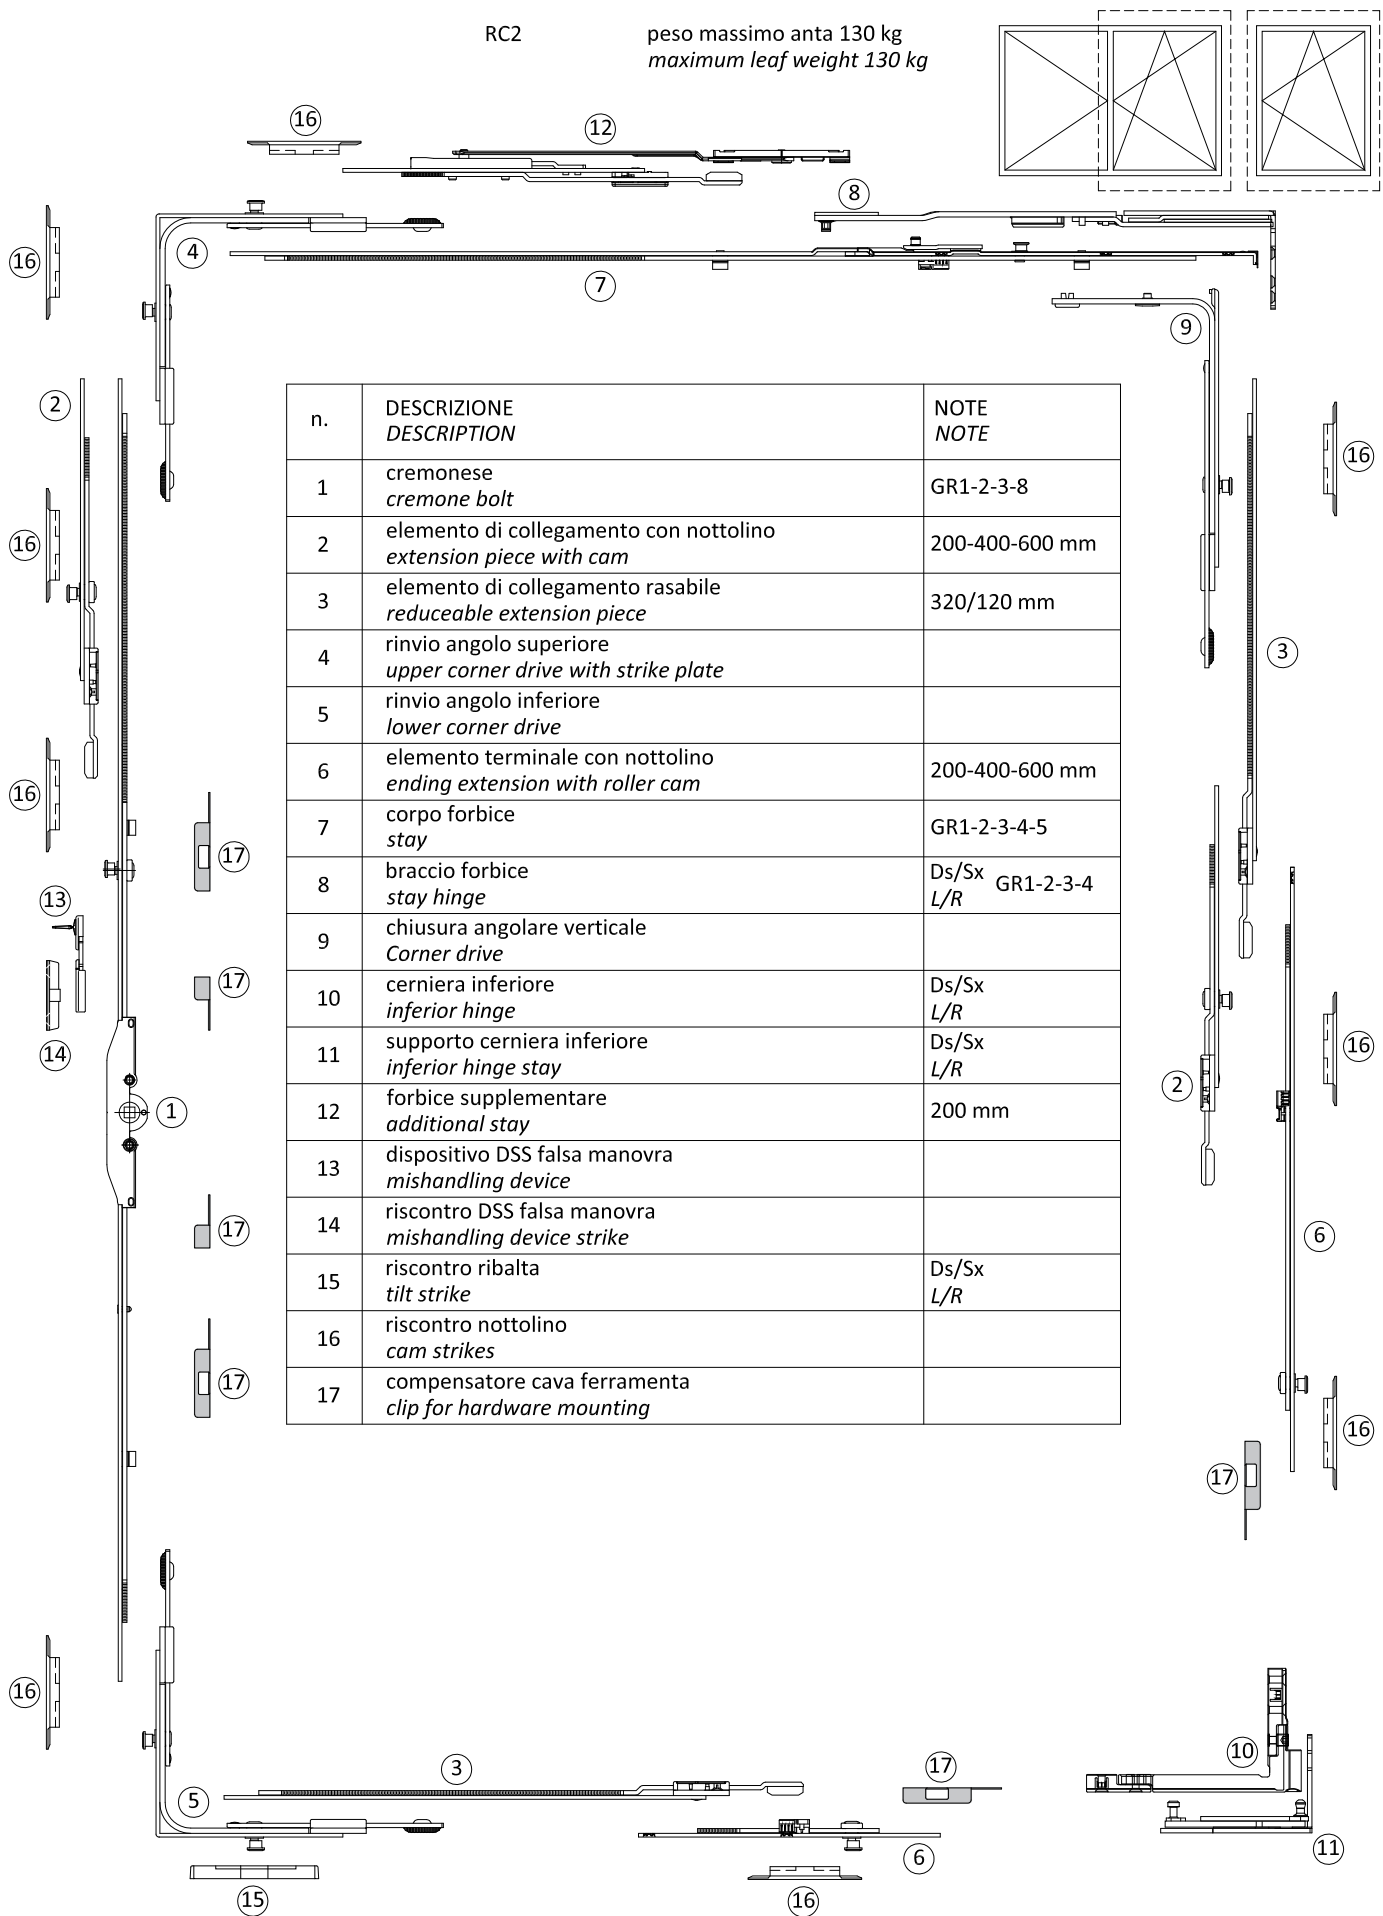 RC2
peso massimo anta 130 kg
maximum leaf weight 130 kg
16
12
8
16
4
7
9
2
16
16
3
16
17
13
17
14
1
2
16
17
6
17
16
17
16
3
5
17
10
6
11
15
16
n.
DESCRIZIONE
DESCRIPTION
NOTE
NOTE
1
cremonese
cremone bolt
GR1-2-3-8
2
elemento di collegamento con nottolino
extension piece with cam
200-400-600 mm
3
elemento di collegamento rasabile
reduceable extension piece
320/120 mm
4
rinvio angolo superiore
upper corner drive with strike plate
5
rinvio angolo inferiore
lower corner drive
6
elemento terminale con nottolino
ending extension with roller cam
200-400-600 mm
7
corpo forbice
stay
GR1-2-3-4-5
8
braccio forbice
stay hinge
Ds/Sx GR1-2-3-4
L/R
9
chiusura angolare verticale
Corner drive
10
cerniera inferiore
inferior hinge
Ds/Sx
L/R
11
supporto cerniera inferiore
inferior hinge stay
Ds/Sx
L/R
12
forbice supplementare
additional stay
200 mm
13
dispositivo DSS falsa manovra
mishandling device
14
riscontro DSS falsa manovra
mishandling device strike
15
riscontro ribalta
tilt strike
Ds/Sx
L/R
16
riscontro nottolino
cam strikes
17
compensatore cava ferramenta
clip for hardware mounting